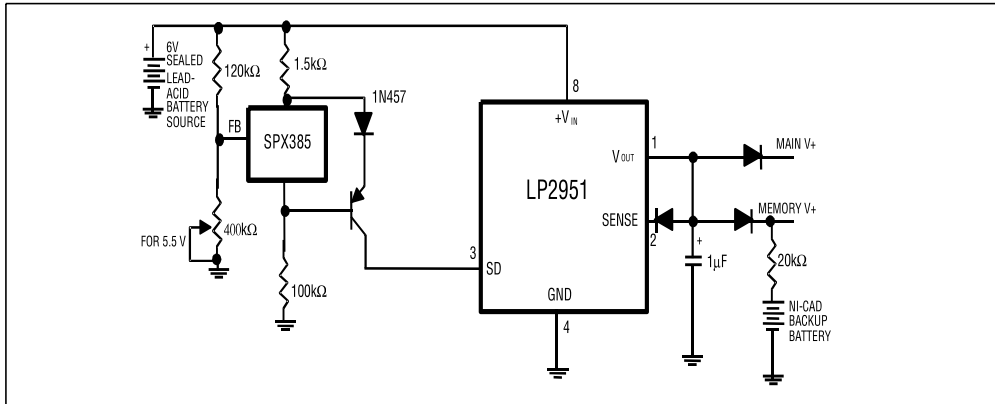 +
6V
SEALED
LEAD-
ACID
BATTERY
SOURCE
120kΩ
1.5kΩ
1N457
FB
SPX385
400kΩ
FOR 5.5 V
100kΩ
8
+VIN
1
VOUT
LP2951
SENSE
2
3
SD
GND
4
MAIN V+
MEMORY V+
+
1µF
20kΩ
NI-CAD
BACKUP
BATTERY